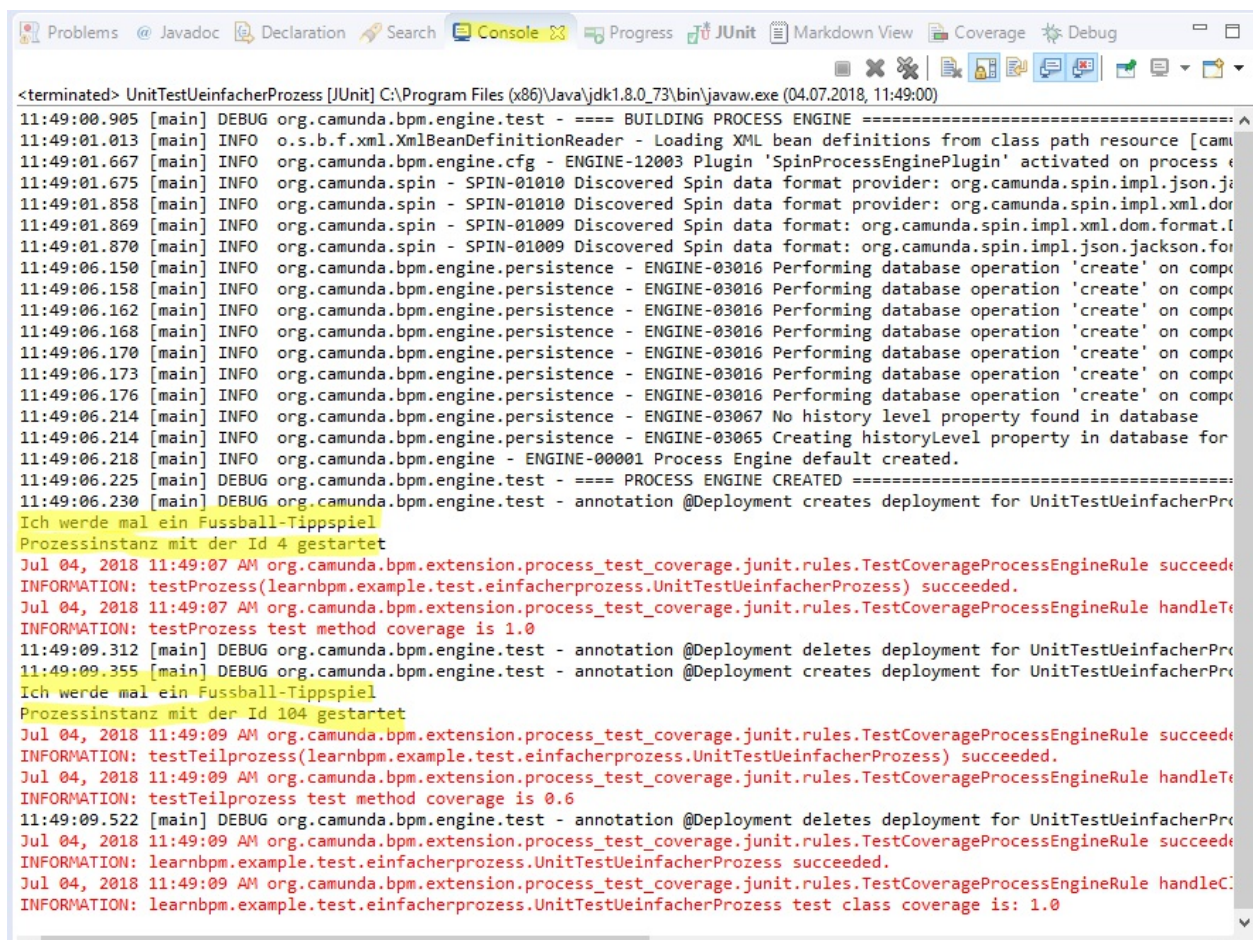 Problems @ Javadoc Declaration Search Console Progress JUnit Markdown View Coverage Debug
<terminated> UnitTestUeinfacherProzess [JUnit] C:\Program Files (x86)\Java\jdk1.8.0_73\bin\javaw.exe (04.07.2018, 11:49:00)
11:49:00.905 [main] DEBUG org.camunda.bpm.engine.test - ==== BUILDING PROCESS ENGINE ======================================
11:49:01.013 [main] INFO  o.s.b.f.xml.XmlBeanDefinitionReader - Loading XML bean definitions from class path resource [camu
11:49:01.667 [main] INFO  org.camunda.bpm.engine.cfg - ENGINE-12003 Plugin 'SpinProcessEnginePlugin' activated on process e
11:49:01.675 [main] INFO  org.camunda.spin - SPIN-01010 Discovered Spin data format provider: org.camunda.spin.impl.json.ja
11:49:01.858 [main] INFO  org.camunda.spin - SPIN-01010 Discovered Spin data format provider: org.camunda.spin.impl.xml.dom
11:49:01.869 [main] INFO  org.camunda.spin - SPIN-01009 Discovered Spin data format: org.camunda.spin.impl.xml.dom.format.D
11:49:01.870 [main] INFO  org.camunda.spin - SPIN-01009 Discovered Spin data format: org.camunda.spin.impl.json.jackson.for
11:49:06.150 [main] INFO  org.camunda.bpm.engine.persistence - ENGINE-03016 Performing database operation 'create' on compo
11:49:06.158 [main] INFO  org.camunda.bpm.engine.persistence - ENGINE-03016 Performing database operation 'create' on compo
11:49:06.162 [main] INFO  org.camunda.bpm.engine.persistence - ENGINE-03016 Performing database operation 'create' on compo
11:49:06.168 [main] INFO  org.camunda.bpm.engine.persistence - ENGINE-03016 Performing database operation 'create' on compo
11:49:06.170 [main] INFO  org.camunda.bpm.engine.persistence - ENGINE-03016 Performing database operation 'create' on compo
11:49:06.173 [main] INFO  org.camunda.bpm.engine.persistence - ENGINE-03016 Performing database operation 'create' on compo
11:49:06.176 [main] INFO  org.camunda.bpm.engine.persistence - ENGINE-03016 Performing database operation 'create' on compo
11:49:06.214 [main] INFO  org.camunda.bpm.engine.persistence - ENGINE-03067 No history level property found in database
11:49:06.214 [main] INFO  org.camunda.bpm.engine.persistence - ENGINE-03065 Creating historyLevel property in database for
11:49:06.218 [main] INFO  org.camunda.bpm.engine - ENGINE-00001 Process Engine default created.
11:49:06.225 [main] DEBUG org.camunda.bpm.engine.test - ==== PROCESS ENGINE CREATED =======================================
11:49:06.230 [main] DEBUG org.camunda.bpm.engine.test - annotation @Deployment creates deployment for UnitTestUeinfacherPro
Ich werde mal ein Fussball-Tippspiel
Prozessinstanz mit der Id 4 gestartet
Jul 04, 2018 11:49:07 AM org.camunda.bpm.extension.process_test_coverage.junit.rules.TestCoverageProcessEngineRule succeede
INFORMATION: testProzess(learnbpm.example.test.einfacherprozess.UnitTestUeinfacherProzess) succeeded.
Jul 04, 2018 11:49:07 AM org.camunda.bpm.extension.process_test_coverage.junit.rules.TestCoverageProcessEngineRule handleTe
INFORMATION: testProzess test method coverage is 1.0
11:49:09.312 [main] DEBUG org.camunda.bpm.engine.test - annotation @Deployment deletes deployment for UnitTestUeinfacherPro
11:49:09.355 [main] DEBUG org.camunda.bpm.engine.test - annotation @Deployment creates deployment for UnitTestUeinfacherPro
Ich werde mal ein Fussball-Tippspiel
Prozessinstanz mit der Id 104 gestartet
Jul 04, 2018 11:49:09 AM org.camunda.bpm.extension.process_test_coverage.junit.rules.TestCoverageProcessEngineRule succeede
INFORMATION: testTeilprozess(learnbpm.example.test.einfacherprozess.UnitTestUeinfacherProzess) succeeded.
Jul 04, 2018 11:49:09 AM org.camunda.bpm.extension.process_test_coverage.junit.rules.TestCoverageProcessEngineRule handleTe
INFORMATION: testTeilprozess test method coverage is 0.6
11:49:09.522 [main] DEBUG org.camunda.bpm.engine.test - annotation @Deployment deletes deployment for UnitTestUeinfacherPro
Jul 04, 2018 11:49:09 AM org.camunda.bpm.extension.process_test_coverage.junit.rules.TestCoverageProcessEngineRule succeede
INFORMATION: learnbpm.example.test.einfacherprozess.UnitTestUeinfacherProzess succeeded.
Jul 04, 2018 11:49:09 AM org.camunda.bpm.extension.process_test_coverage.junit.rules.TestCoverageProcessEngineRule handleCl
INFORMATION: learnbpm.example.test.einfacherprozess.UnitTestUeinfacherProzess test class coverage is: 1.0